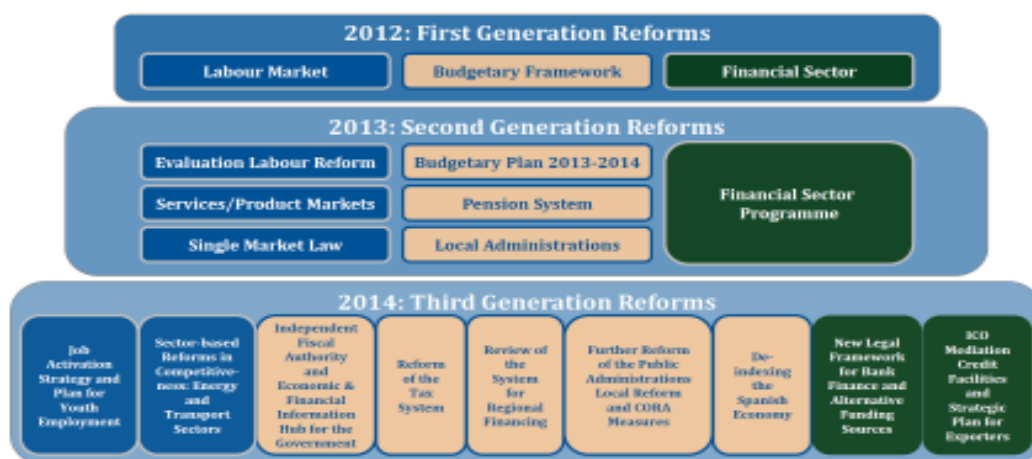 2012: First Generation Reforms
Labour Market
Budgetary Framework
Financial Sector
2013: Second Generation Reforms
Evaluation Labour Reform
Budgetary Plan 2013-2014
Services/Product Markets
Pension System
Single Market Law
Local Administrations
Financial Sector
Programme
2014: Third Generation Reforms
Job
Activation
Strategy and
Plan for
Youth
Employment
Sector-based
Reforms in
Competitive-
ness: Energy
and
Transport
Sectors
Independent
Fiscal
Authority
and
Economic &
Financial
Information
Hub for the
Government
Reform
of the
Tax
System
Review of
the
System
for
Regional
Financing
Further Reform
of the Public
Administrations
Local Reform
and CORA
Measures
De-
indexing
the
Spanish
Economy
New Legal
Framework
for Bank
Finance and
Alternative
Funding
Sources
ICO
Mediation
Credit
Facilities
and
Strategic
Plan for
Exporters